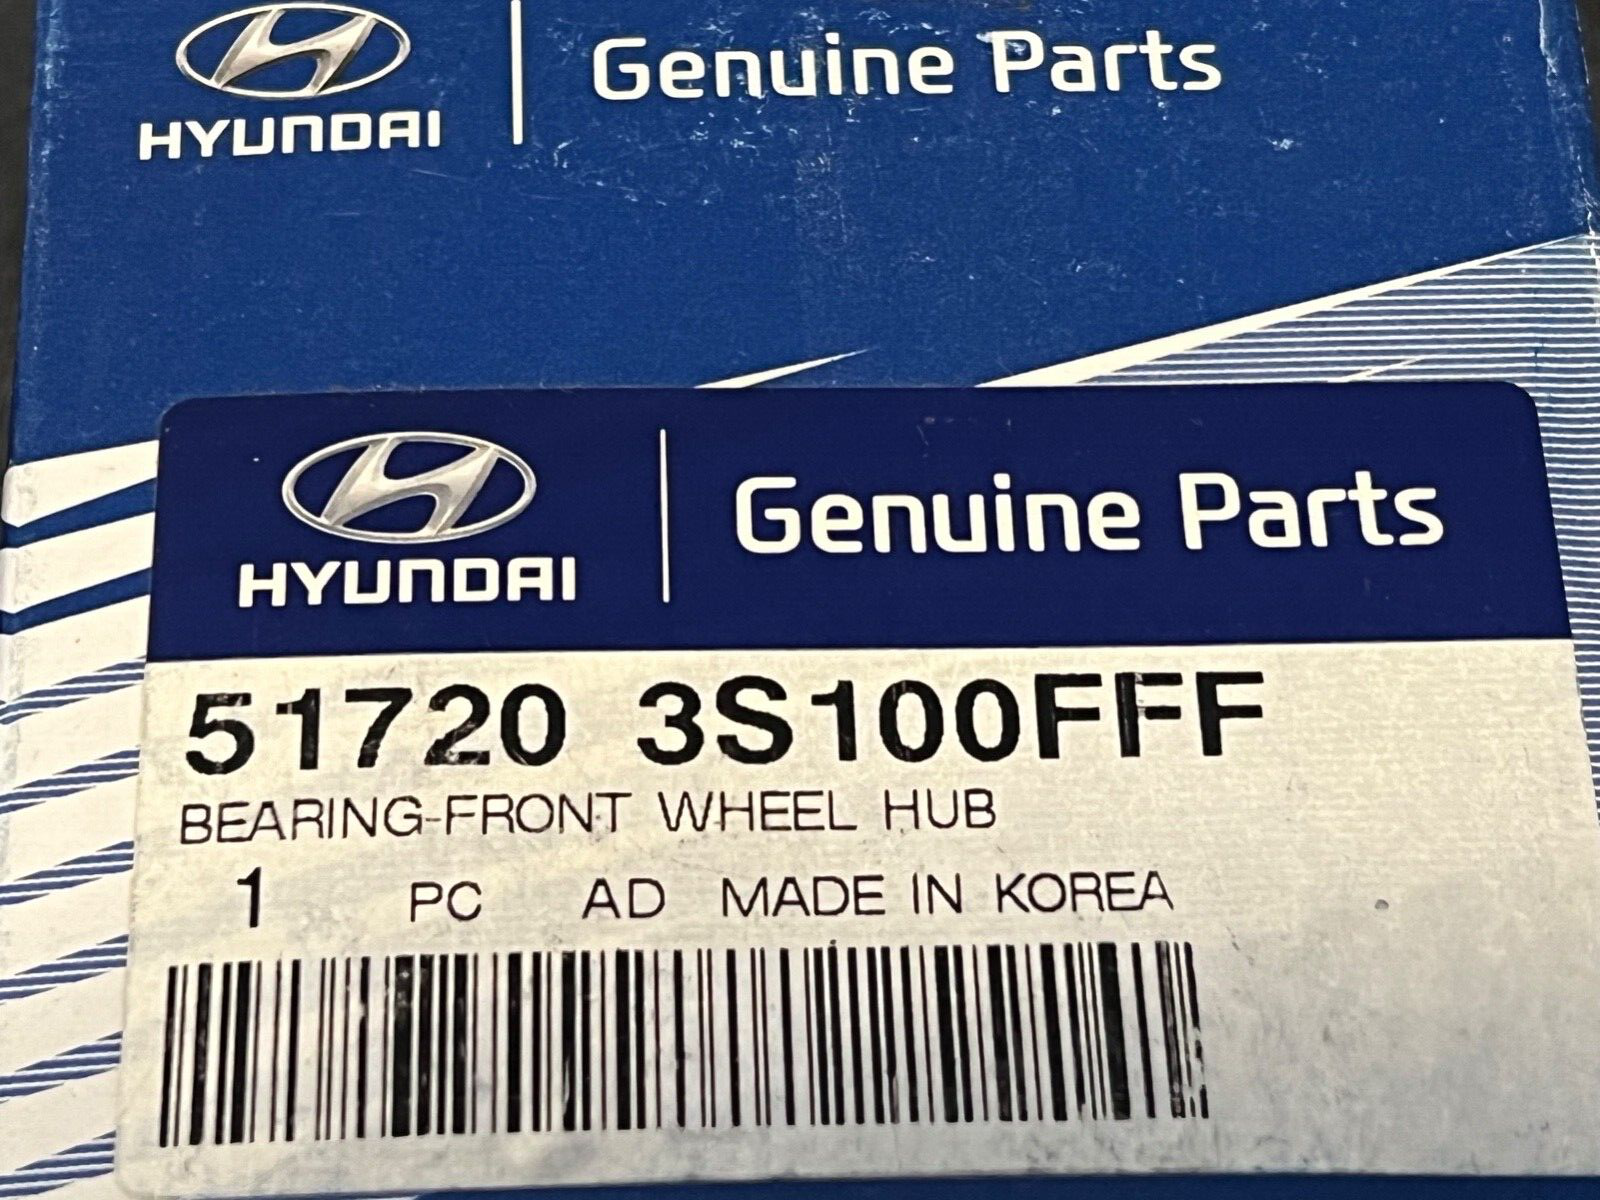 HYUNDAI Genuine Parts
HYUNDAI Genuine Parts
51720 3S100FFF
BEARING-FRONT WHEEL HUB
1 PC AD MADE IN KOREA